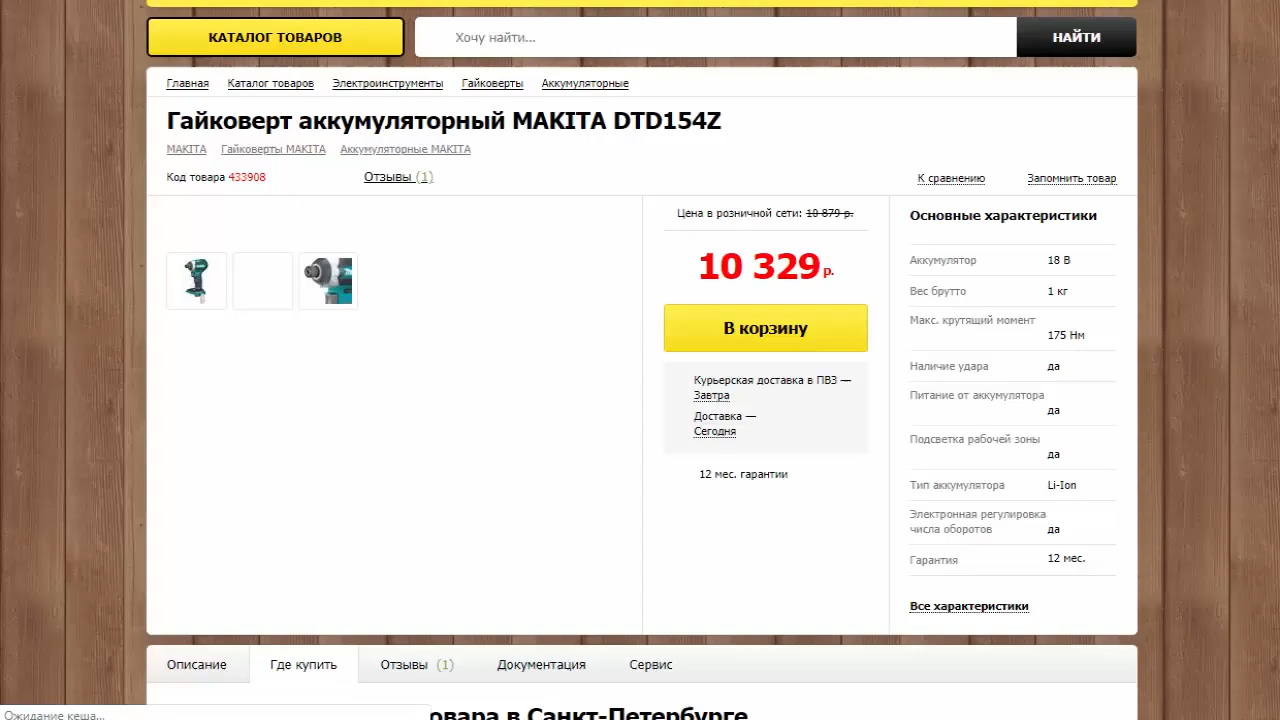 КАТАЛОГ ТОВАРОВ
Хочу найти...
НАЙТИ
Главная Каталог товаров Электроинструменты Гайковерты Аккумуляторные
Гайковерт аккумуляторный MAKITA DTD154Z
MAKITA Гайковерты MAKITA Аккумуляторные MAKITA
Код товара 433908
Отзывы (1)
К сравнению
Запомнить товар
Цена в розничной сети: 10 879 р.
10 329 р.
В корзину
Курьерская доставка в ПВЗ —
Завтра
Доставка —
Сегодня
12 мес. гарантии
Основные характеристики
Аккумулятор 18 В
Вес брутто 1 кг
Макс. крутящий момент
175 Нм
Наличие удара да
Питание от аккумулятора
да
Подсветка рабочей зоны
да
Тип аккумулятора Li-Ion
Электронная регулировка
числа оборотов да
Гарантия 12 мес.
Все характеристики
Описание Где купить Отзывы (1) Документация Сервис
овара в Санкт-Петербурге
Ожидание кеша...